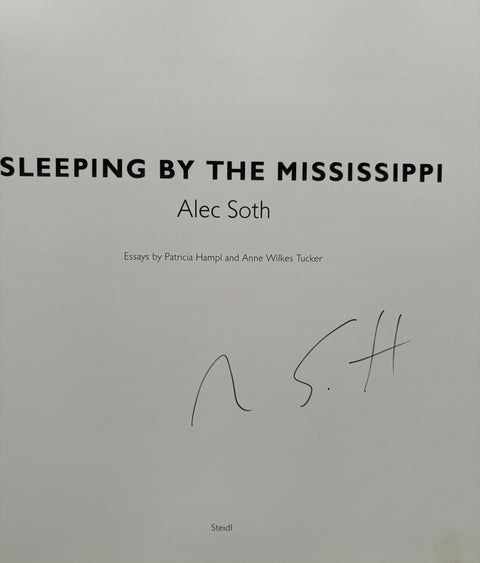 SLEEPING BY THE MISSISSIPPI
Alec Soth
Essays by Patricia Hampl and Anne Wilkes Tucker
Steidl